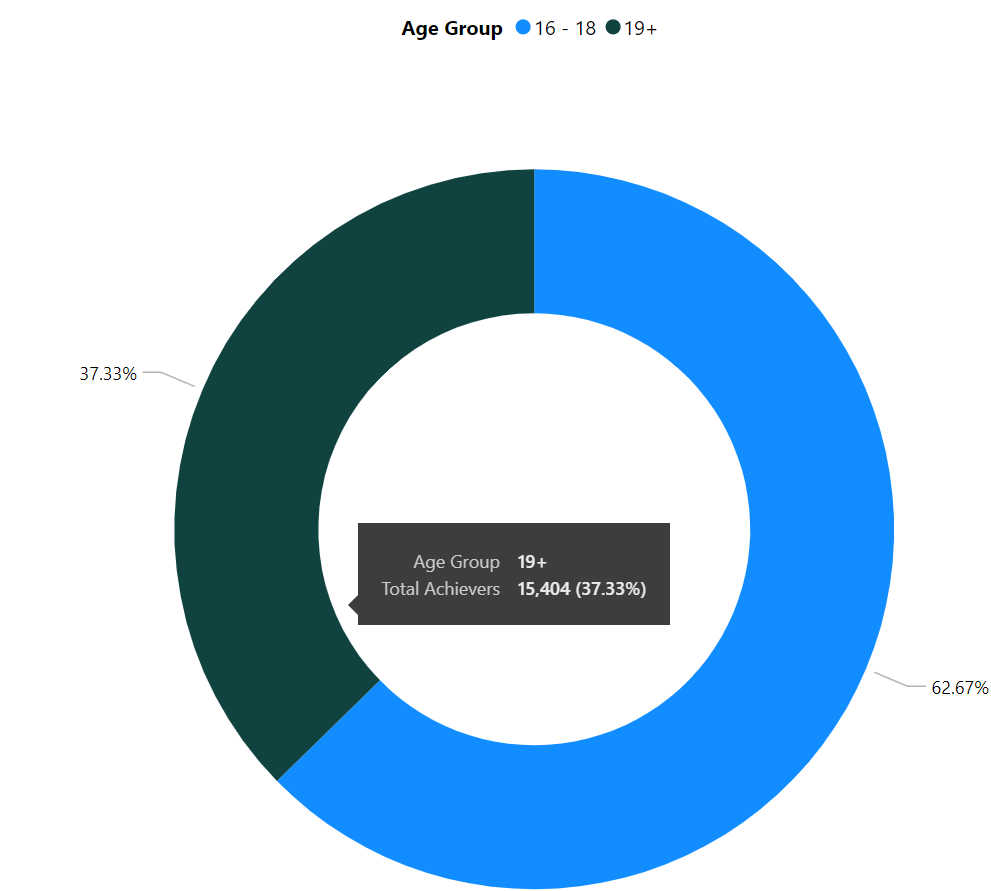 Age Group 16 - 18 19+
37.33%
Age Group 19+
Total Achievers 15,404 (37.33%)
62.67%